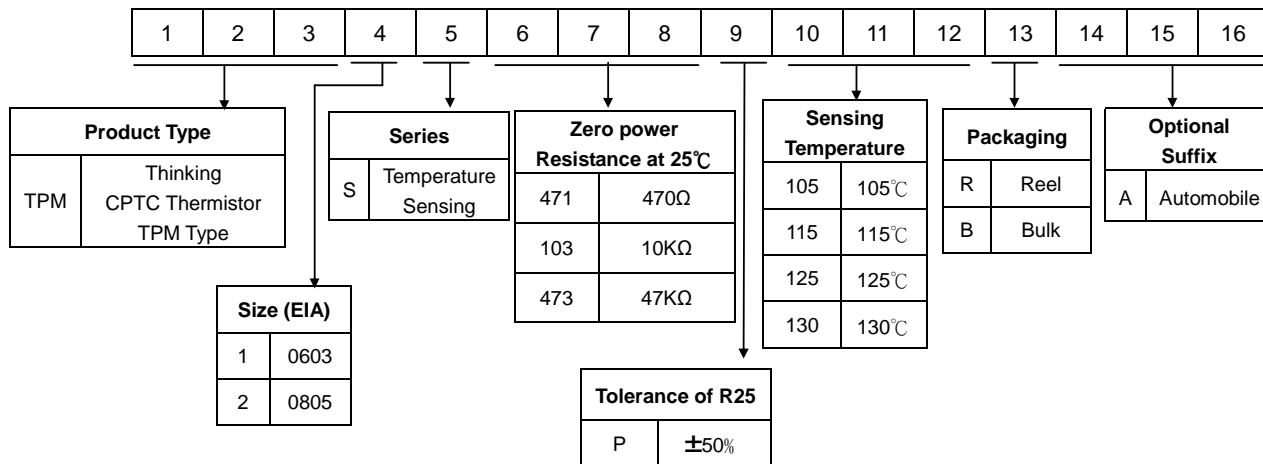 1 2 3 4 5 6 7 8 9 10 11 12 13 14 15 16
Product Type
TPM
Thinking
CPTC Thermistor
TPM Type
Size (EIA)
1 0603
2 0805
Series
S
Temperature
Sensing
Zero power
Resistance at 25℃
471 470Ω
103 10KΩ
473 47KΩ
Tolerance of R25
P ±50%
Sensing
Temperature
105 105℃
115 115℃
125 125℃
130 130℃
Packaging
R Reel
B Bulk
Optional
Suffix
A Automobile